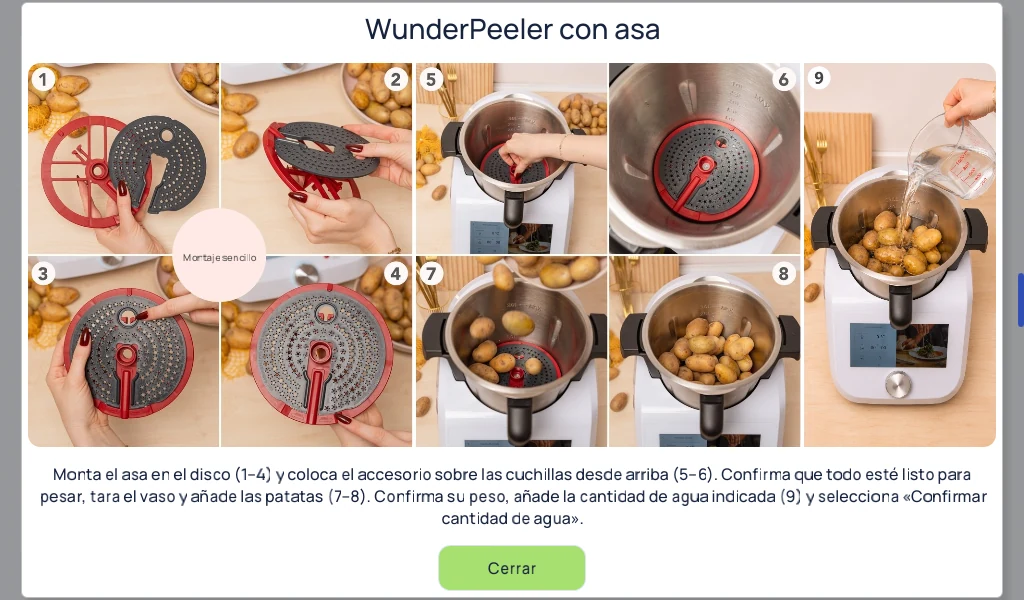 WunderPeeler con asa
1
2
5
6
9
Montaje sencillo
3
4
7
8
Monta el asa en el disco (1–4) y coloca el accesorio sobre las cuchillas desde arriba (5–6). Confirma que todo esté listo para
pesar, tara el vaso y añade las patatas (7–8). Confirma su peso, añade la cantidad de agua indicada (9) y selecciona «Confirmar
cantidad de agua».
Cerrar